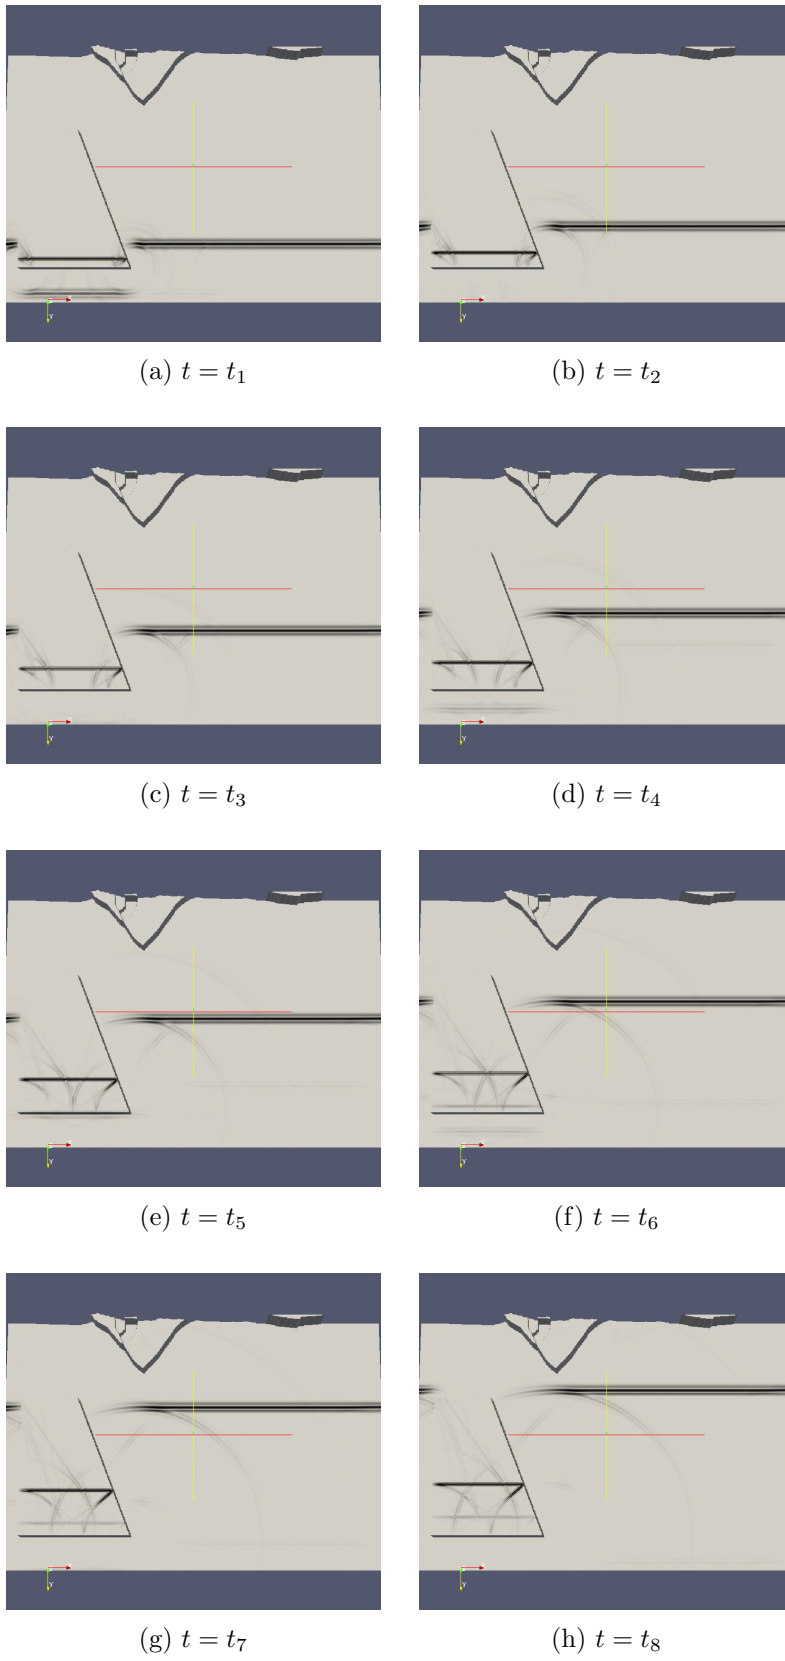 Y
Y
(a) t = t₁
(b) t = t₂
Y
Y
(c) t = t₃
(d) t = t₄
Y
Y
(e) t = t₅
(f) t = t₆
Y
Y
(g) t = t₇
(h) t = t₈